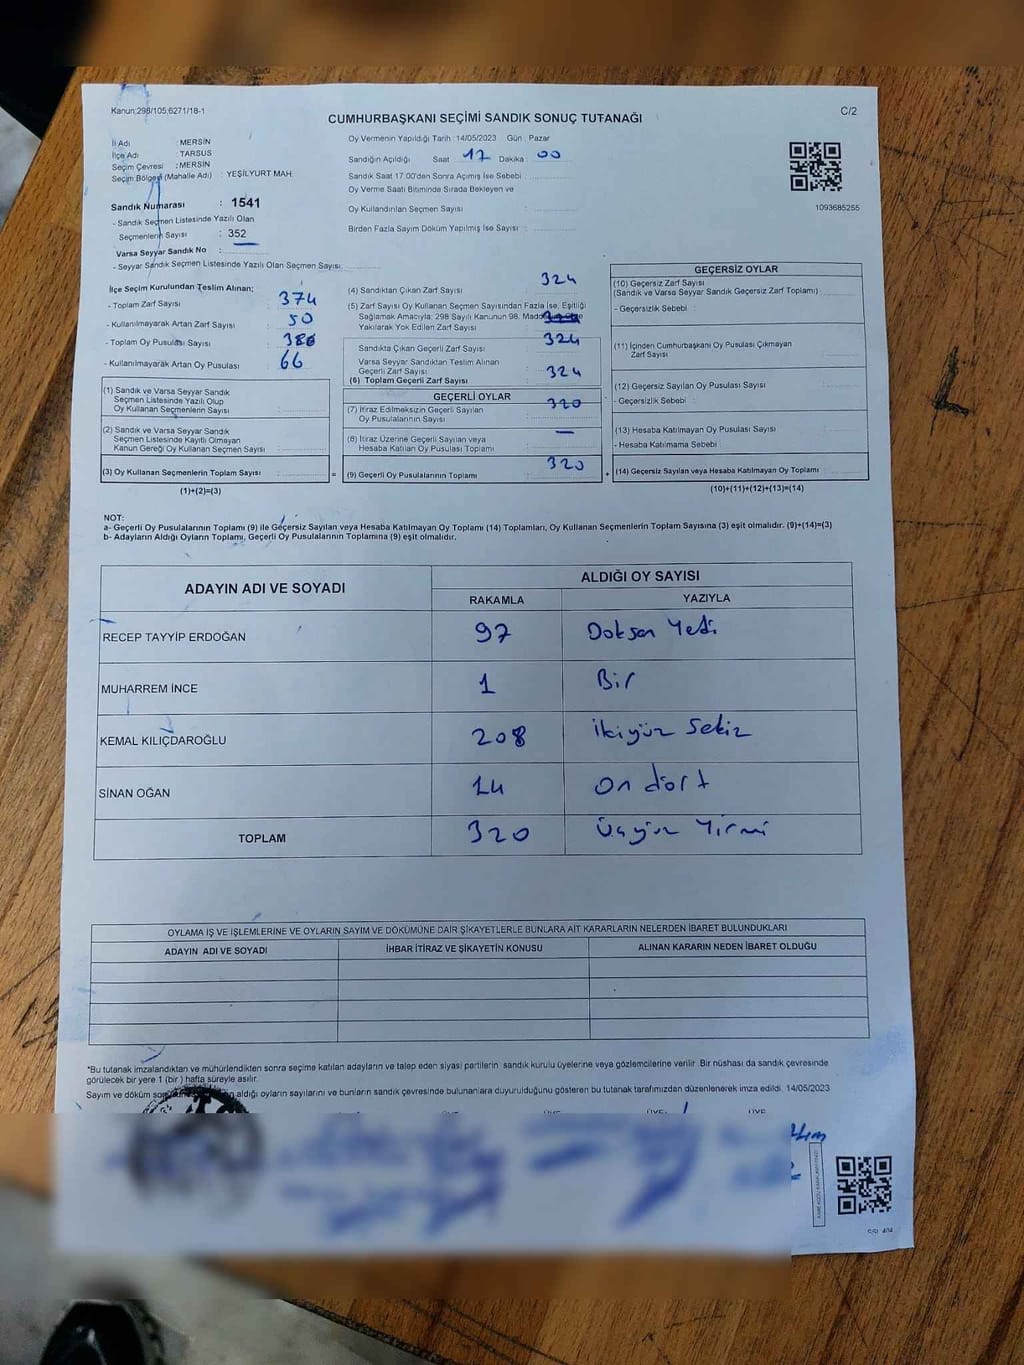 Kanun:298/105,6271/18-1
CUMHURBAŞKANI SEÇİMİ SANDIK SONUÇ TUTANAĞI
C/2
İl Adı : MERSİN
İlçe Adı : TARSUS
Seçim Çevresi : MERSİN
Seçim Bölgesi (Mahalle Adı) : YEŞİLYURT MAH.
Oy Vermenin Yapıldığı Tarih :14/05/2023 Gün : Pazar
Sandığın Açıldığı Saat 17 Dakika : 00
Sandık Saat 17.00'den Sonra Açılmış İse Sebebi :
Oy Verme Saati Bitiminde Sırada Bekleyen ve
Oy Kullandırılan Seçmen Sayısı :
Birden Fazla Sayım Döküm Yapılmış İse Sayısı :
1093685255
Sandık Numarası : 1541
- Sandık Seçmen Listesinde Yazılı Olan
Seçmenlerin Sayısı : 352
Varsa Seyyar Sandık No :
- Seyyar Sandık Seçmen Listesinde Yazılı Olan Seçmen Sayısı
İlçe Seçim Kurulundan Teslim Alınan;
- Toplam Zarf Sayısı : 374
- Kullanılmayarak Artan Zarf Sayısı : 50
- Toplam Oy Pusulası Sayısı : 386
- Kullanılmayarak Artan Oy Pusulası : 66
(1) Sandık ve Varsa Seyyar Sandık
Seçmen Listesinde Yazılı Olup
Oy Kullanan Seçmenlerin Sayısı :
(2) Sandık ve Varsa Seyyar Sandık
Seçmen Listesinde Kayıtlı Olmayan
Kanun Gereği Oy Kullanan Seçmen Sayısı :
(3) Oy Kullanan Seçmenlerin Toplam Sayısı :
(1)+(2)=(3)
(4) Sandıktan Çıkan Zarf Sayısı : 324
(5) Zarf Sayısı Oy Kullanan Seçmen Sayısından Fazla İse, Eşitliği
Sağlamak Amacıyla: 298 Sayılı Kanunun 98.
Yakılarak Yok Edilen Zarf Sayısı
Sandıkta Çıkan Geçerli Zarf Sayısı : 324
Varsa Seyyar Sandıktan Teslim Alınan
Geçerli Zarf Sayısı :
(6) Toplam Geçerli Zarf Sayısı : 324
GEÇERLİ OYLAR
(7) İtiraz Edilmeksizin Geçerli Sayılan
Oy Pusulalarının Sayısı : 320
(8) İtiraz Üzerine Geçerli Sayılan veya
Hesaba Katılan Oy Pusulası Toplamı : —
(9) Geçerli Oy Pusulalarının Toplamı : 320
GEÇERSİZ OYLAR
(10) Geçersiz Zarf Sayısı
(Sandık ve Varsa Seyyar Sandık Geçersiz Zarf Toplamı) :
- Geçersizlik Sebebi :
(11) İçinden Cumhurbaşkanı Oy Pusulası Çıkmayan
Zarf Sayısı :
(12) Geçersiz Sayılan Oy Pusulası Sayısı :
- Geçersizlik Sebebi :
(13) Hesaba Katılmayan Oy Pusulası Sayısı :
- Hesaba Katılmama Sebebi :
(14) Geçersiz Sayılan veya Hesaba Katılmayan Oy Toplamı :
(10)+(11)+(12)+(13)=(14)
NOT:
a- Geçerli Oy Pusulalarının Toplamı (9) ile Geçersiz Sayılan veya Hesaba Katılmayan Oy Toplamı (14) Toplamları, Oy Kullanan Seçmenlerin Toplam Sayısına (3) eşit olmalıdır. (9)+(14)=(3)
b- Adayların Aldığı Oyların Toplamı, Geçerli Oy Pusulalarının Toplamına (9) eşit olmalıdır.
ADAYIN ADI VE SOYADI
ALDIĞI OY SAYISI
RAKAMLA YAZIYLA
RECEP TAYYİP ERDOĞAN 97 Doksan Yedi
MUHARREM İNCE 1 Bir
KEMAL KILIÇDAROĞLU 208 ikiyüz Sekiz
SİNAN OĞAN 14 On dört
TOPLAM 320 Üçyüz Yirmi
OYLAMA İŞ VE İŞLEMLERİNE VE OYLARIN SAYIM VE DÖKÜMÜNE DAİR ŞİKAYETLERLE BUNLARA AİT KARARLARIN NELERDEN İBARET BULUNDUKLARI
ADAYIN ADI VE SOYADI İHBAR İTİRAZ VE ŞİKAYETİN KONUSU ALINAN KARARIN NEDEN İBARET OLDUĞU
*Bu tutanak imzalandıktan ve mühürlendikten sonra seçime katılan adayların ve talep eden siyasi partilerin sandık kurulu üyelerine veya gözlemcilerine verilir. Bir nüshası da sandık çevresinde
görülecek bir yere 1 (bir ) hafta süreyle asılır.
Sayım ve döküm aldığı oyların sayılarını ve bunların sandık çevresinde bulunanlara duyurulduğunu gösteren bu tutanak tarafımızdan düzenlenerek imza edildi. 14/05/2023